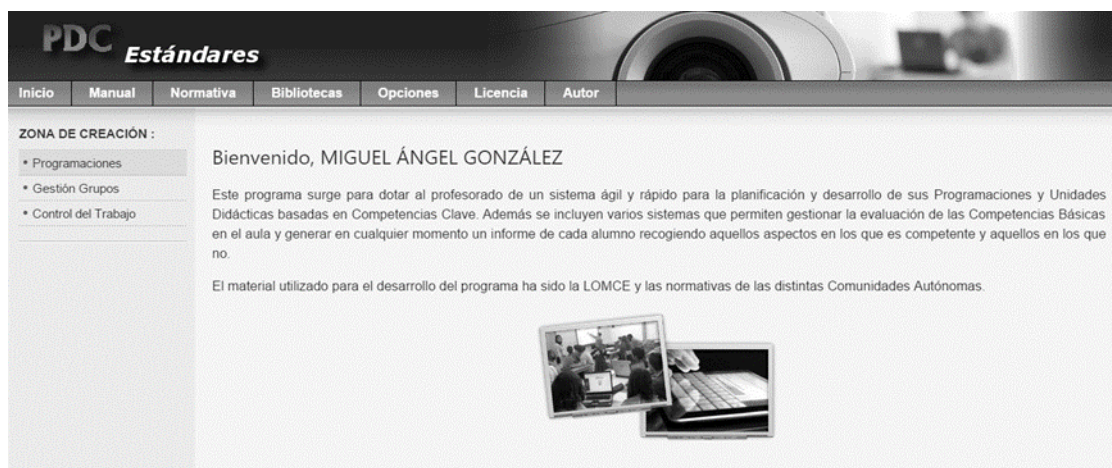 PDC Estándares
Inicio Manual Normativa Bibliotecas Opciones Licencia Autor
ZONA DE CREACIÓN :
Programaciones
Gestión Grupos
Control del Trabajo
Bienvenido, MIGUEL ÁNGEL GONZÁLEZ
Este programa surge para dotar al profesorado de un sistema ágil y rápido para la planificación y desarrollo de sus Programaciones y Unidades
Didácticas basadas en Competencias Clave. Además se incluyen varios sistemas que permiten gestionar la evaluación de las Competencias Básicas
en el aula y generar en cualquier momento un informe de cada alumno recogiendo aquellos aspectos en los que es competente y aquellos en los que
no.
El material utilizado para el desarrollo del programa ha sido la LOMCE y las normativas de las distintas Comunidades Autónomas.